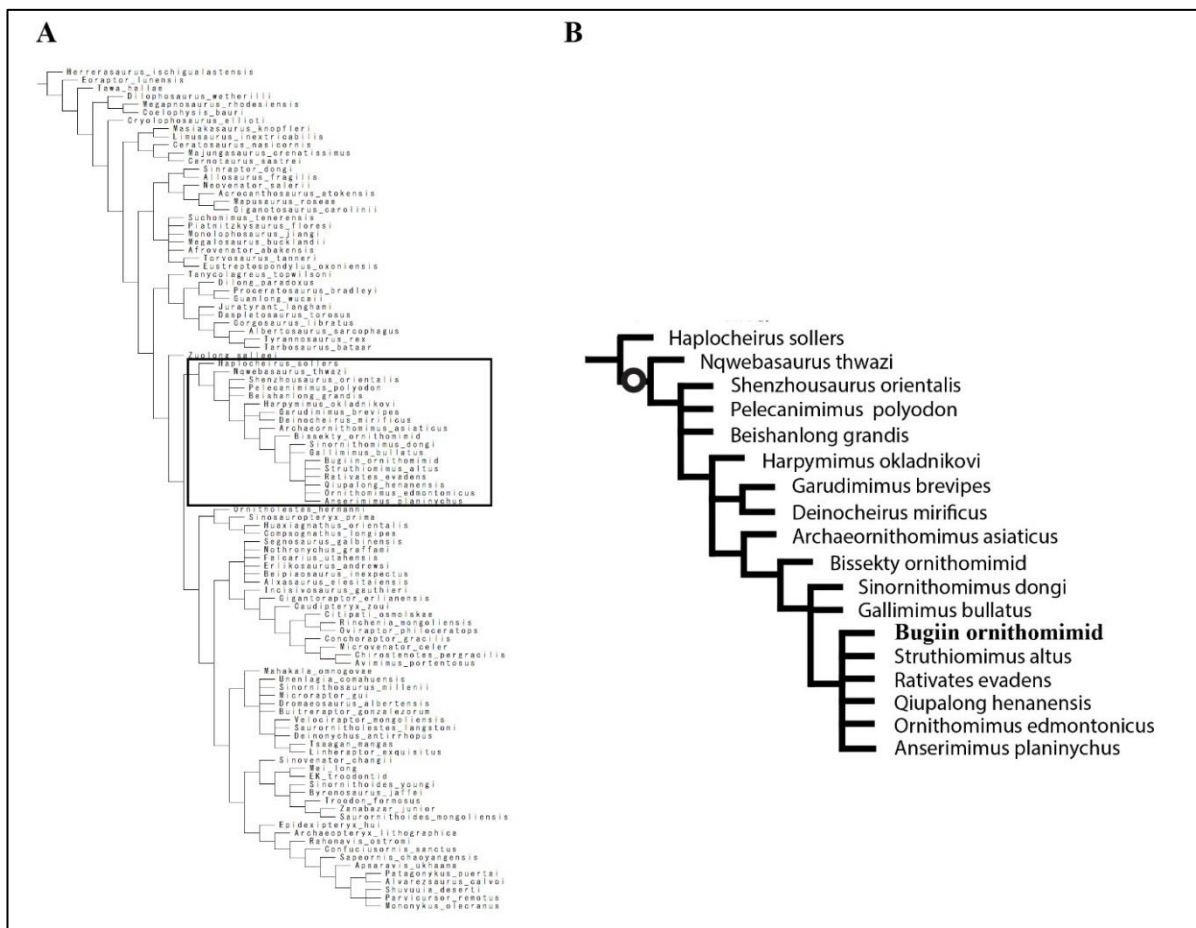 A
Herrerasaurus_ischigualastensis
Eoraptor_lunensis
Tawa_hallae
Dilophosaurus_wetherilli
Megapnosaurus_rhodesiensis
Coelophysis_bauri
Cryolophosaurus_ellioti
Masiakasaurus_knopfleri
Limusaurus_inextricabilis
Ceratosaurus_nasicornis
Majungasaurus_crenatissimus
Carnotaurus_sastrei
Sinraptor_dongi
Allosaurus_fragilis
Neovenator_salerii
Acrocanthosaurus_atokensis
Mapusaurus_roseae
Giganotosaurus_carolinii
Suchomimus_tenerensis
Piatnitzkysaurus_floresi
Monolophosaurus_jiangi
Megalosaurus_bucklandii
Afrovenator_abakensis
Torvosaurus_tanneri
Eustreptospondylus_oxoniensis
Tanycolagreus_topwilsoni
Dilong_paradoxus
Proceratosaurus_bradleyi
Guanlong_wucaii
Juratyrant_langhami
Daspletosaurus_torosus
Gorgosaurus_libratus
Albertosaurus_sarcophagus
Tyrannosaurus_rex
Tarbosaurus_bataar
Zuolong_salleei
Haplocheirus_sollers
Nqwebasaurus_thwazi
Shenzhousaurus_orientalis
Pelecanimimus_polyodon
Beishanlong_grandis
Harpymimus_okladnikovi
Garudimimus_brevipes
Deinocheirus_mirificus
Archaeornithomimus_asiaticus
Bissekty_ornithomimid
Sinornithomimus_dongi
Gallimimus_bullatus
Bugiin_ornithomimid
Struthiomimus_altus
Rativates_evadens
Qiupalong_henanensis
Ornithomimus_edmontonicus
Anserimimus_planinychus
Ornitholestes_hermanni
Sinosauropteryx_prima
Huaxiagnathus_orientalis
Compsognathus_longipes
Segnosaurus_galbinensis
Nothronychus_graffami
Falcarius_utahensis
Erlikosaurus_andrewsi
Beipiaosaurus_inexpectus
Alxasaurus_elesitaiensis
Incisivosaurus_gauthieri
Gigantoraptor_erlianensis
Caudipteryx_zoui
Citipati_osmolskae
Rinchenia_mongoliensis
Oviraptor_philoceratops
Conchoraptor_gracilis
Microvenator_celer
Chirostenotes_pergracilis
Avimimus_portentosus
Mahakala_omnogovae
Unenlagia_comahuensis
Sinornithosaurus_millenii
Microraptor_gui
Dromaeosaurus_albertensis
Buitreraptor_gonzalezorum
Velociraptor_mongoliensis
Saurornitholestes_langstoni
Deinonychus_antirrhopus
Tsaagan_mangas
Linheraptor_exquisitus
Sinovenator_changii
Mei_long
EK_troodontid
Sinornithoides_youngi
Byronosaurus_jaffei
Troodon_formosus
Zanabazar_junior
Saurornithoides_mongoliensis
Epidexipteryx_hui
Archaeopteryx_lithographica
Rahonavis_ostromi
Confuciusornis_sanctus
Sapeornis_chaoyangensis
Apsaravis_ukhaana
Patagonykus_puertai
Alvarezsaurus_calvoi
Shuvuuia_deserti
Parvicursor_remotus
Mononykus_olecranus
B
Haplocheirus sollers
Nqwebasaurus thwazi
Shenzhousaurus orientalis
Pelecanimimus polyodon
Beishanlong grandis
Harpymimus okladnikovi
Garudimimus brevipes
Deinocheirus mirificus
Archaeornithomimus asiaticus
Bissekty ornithomimid
Sinornithomimus dongi
Gallimimus bullatus
Bugiin ornithomimid
Struthiomimus altus
Rativates evadens
Qiupalong henanensis
Ornithomimus edmontonicus
Anserimimus planinychus